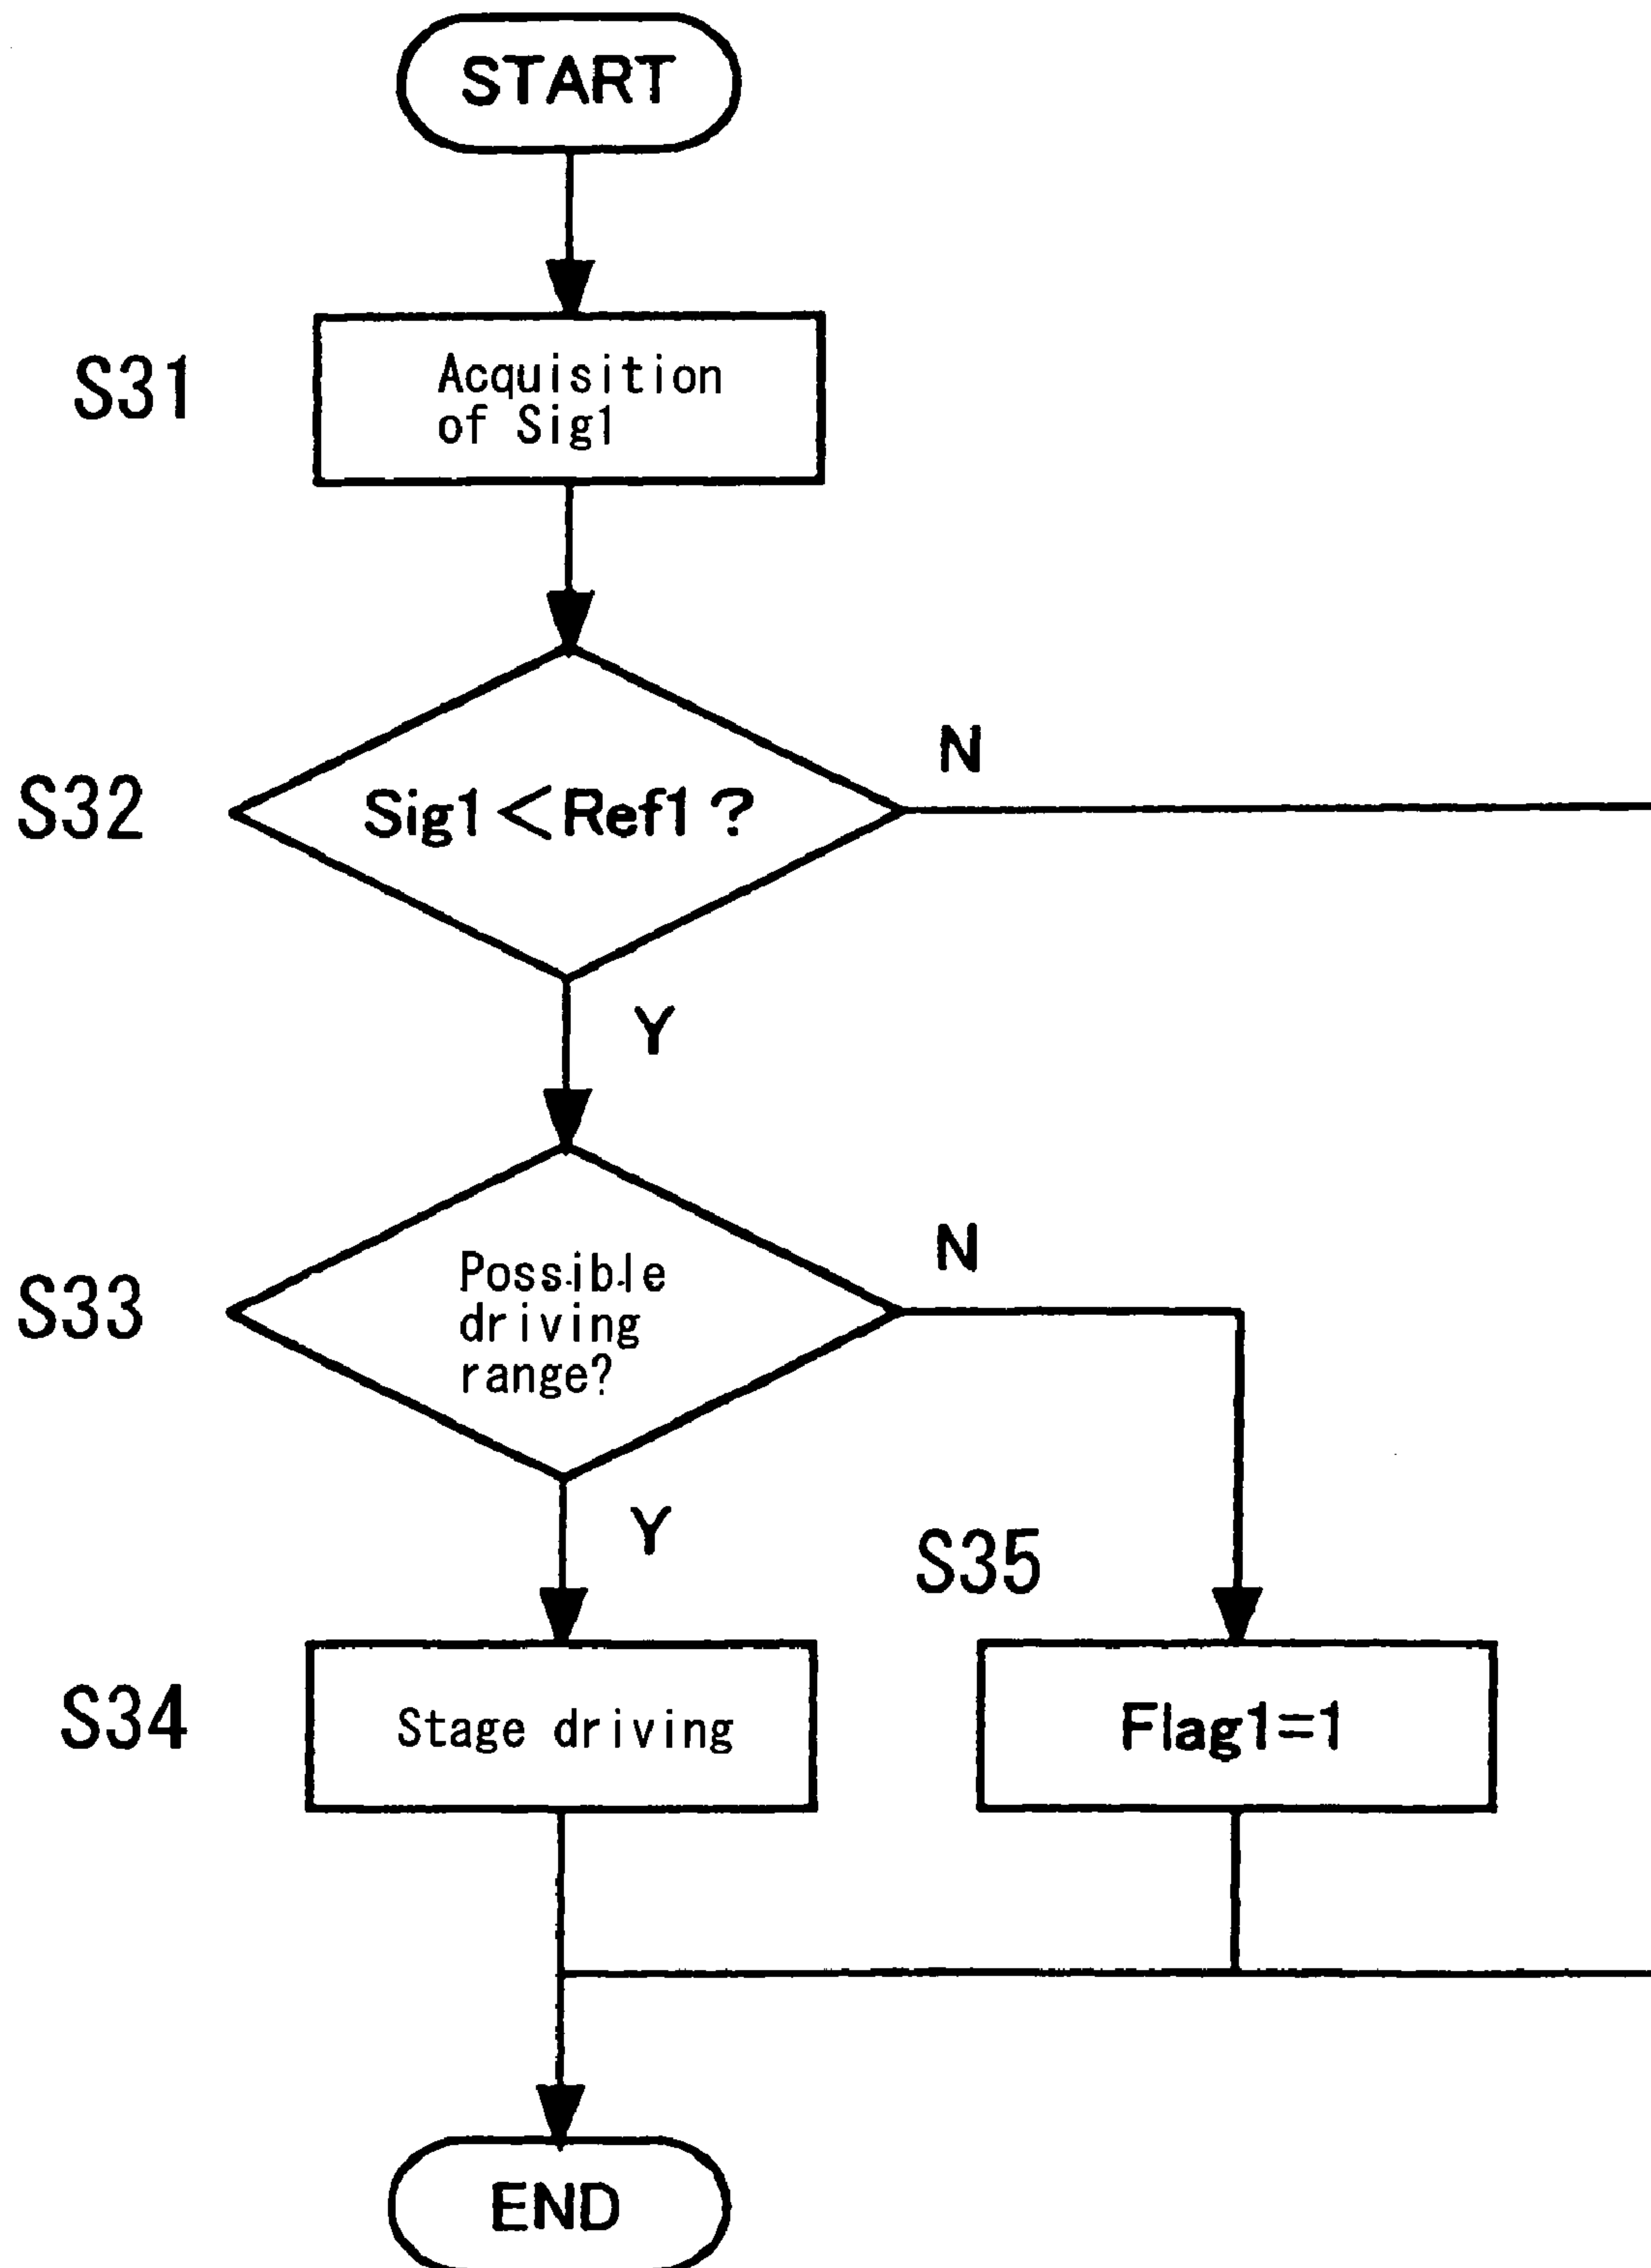 START
S31
Acquisition
of Sig1
S32
Sig1<Ref1?
N
Y
S33
Possible
driving
range?
N
Y
S35
S34
Stage driving
Flag1=1
END